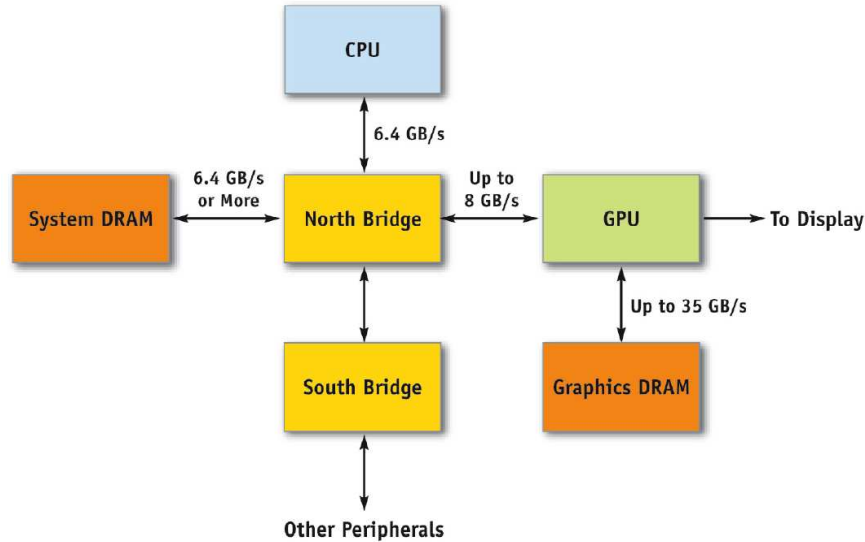 CPU
6.4 GB/s
6.4 GB/s
or More
Up to
8 GB/s
System DRAM
North Bridge
GPU
To Display
Up to 35 GB/s
South Bridge
Graphics DRAM
Other Peripherals